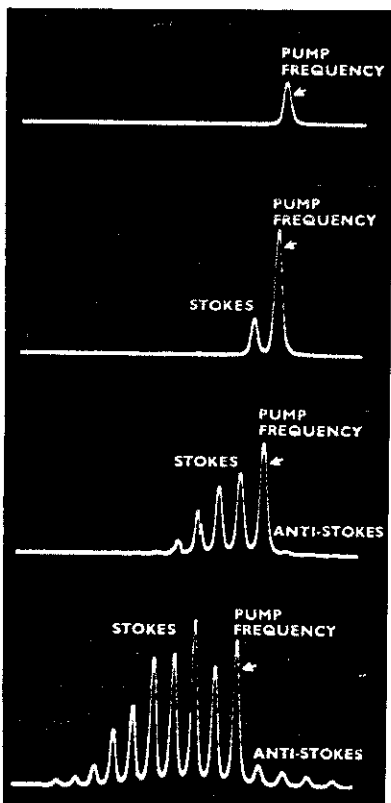 PUMP
FREQUENCY
PUMP
FREQUENCY
STOKES
PUMP
FREQUENCY
STOKES
ANTI-STOKES
STOKES
PUMP
FREQUENCY
ANTI-STOKES